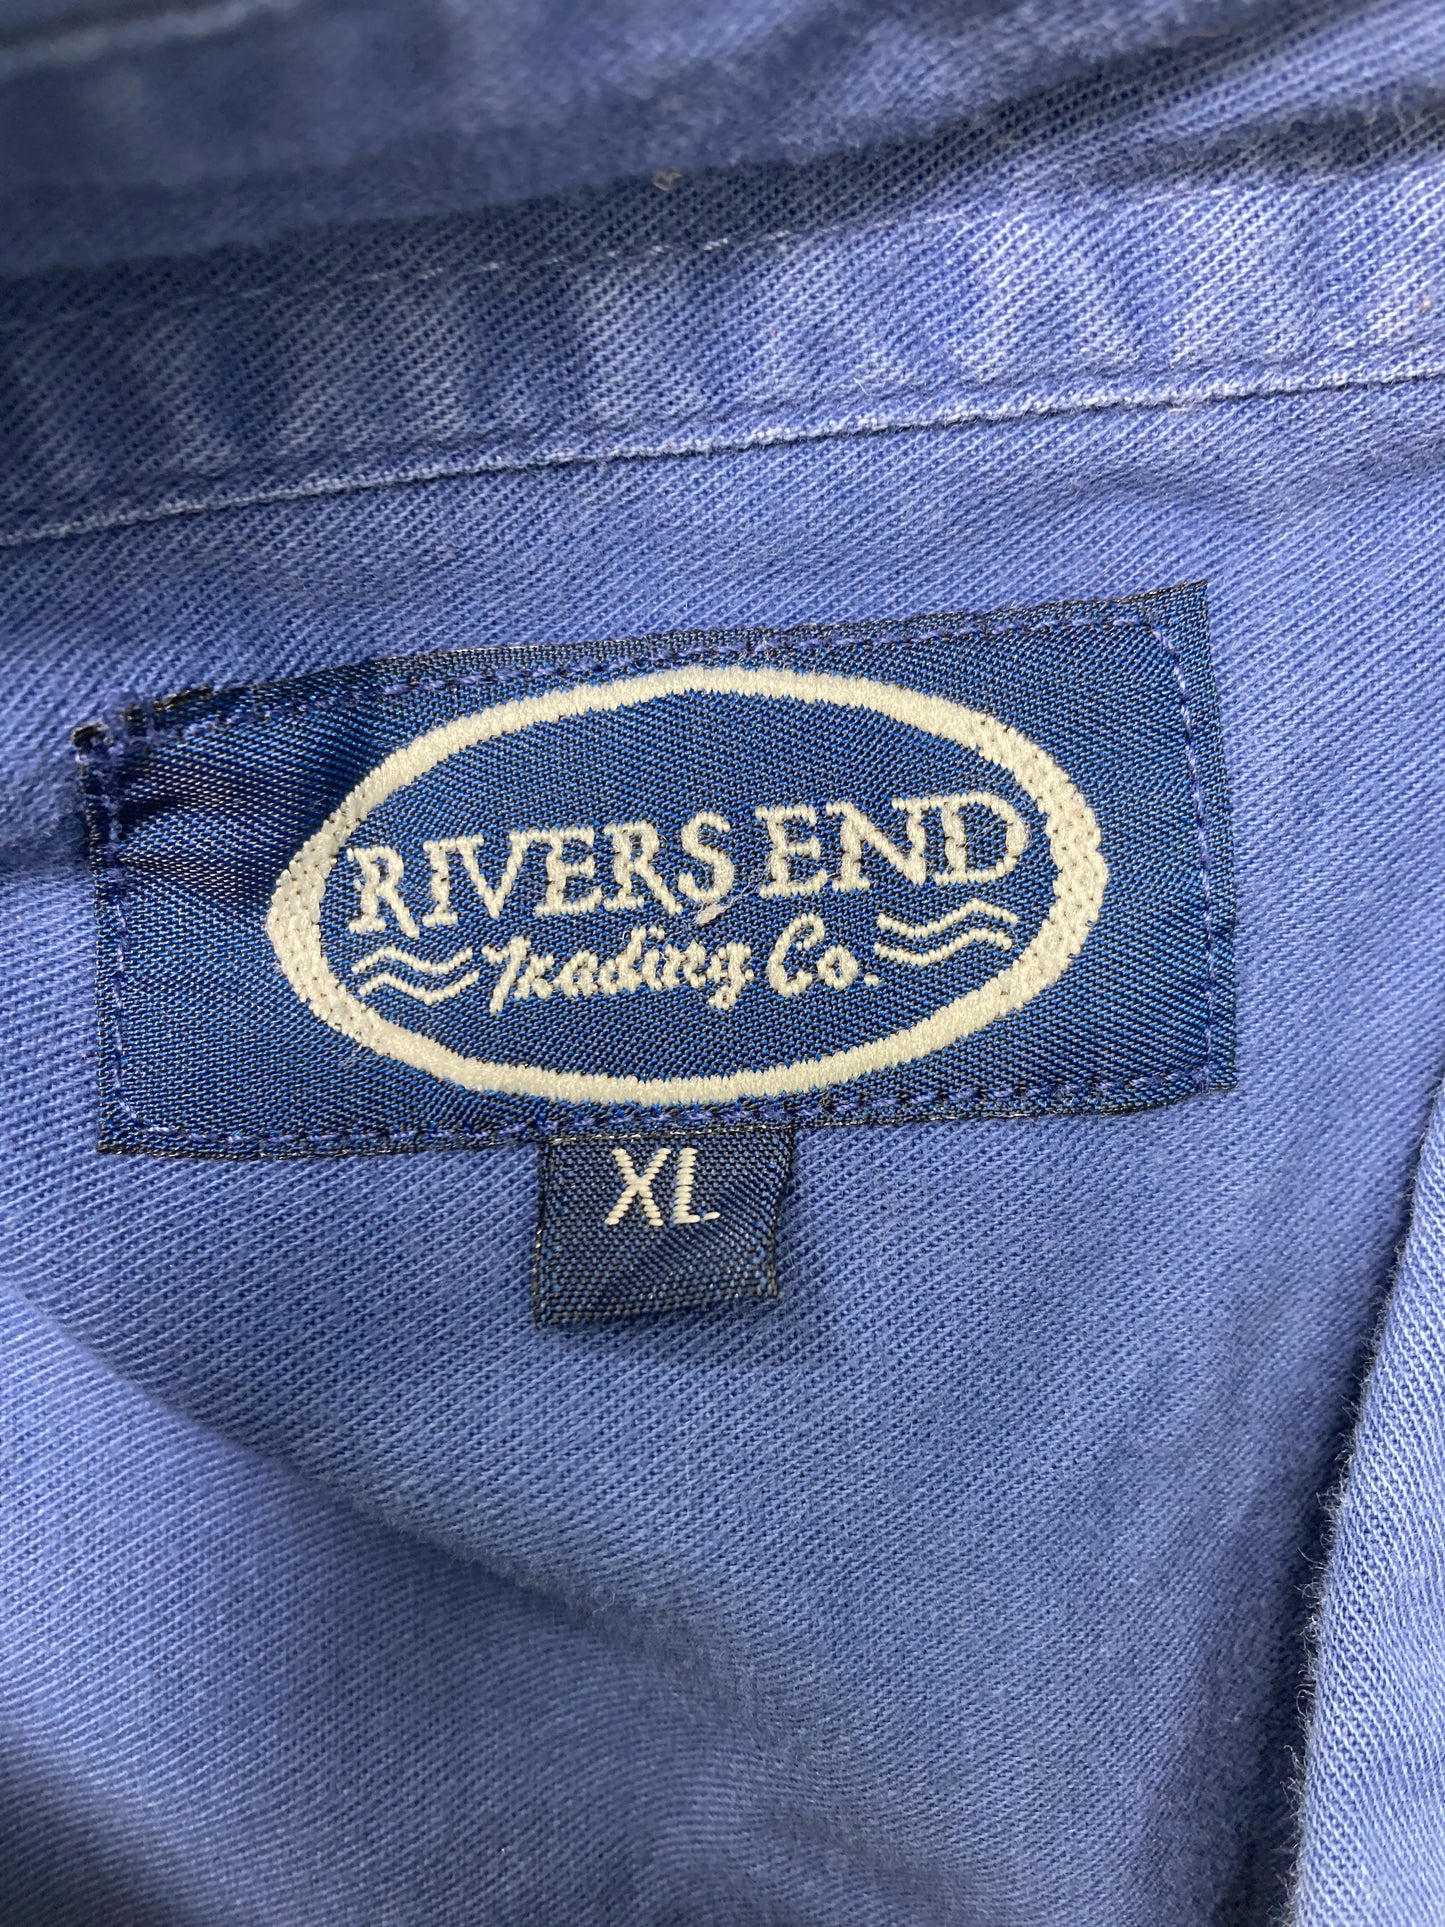 RIVERS END
Trading Co.
XL